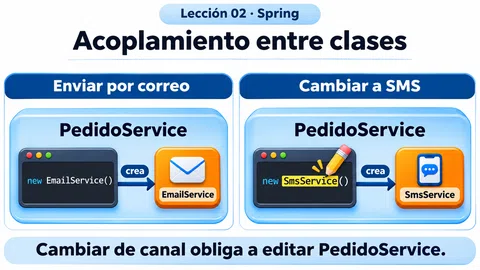 Lección 02 · Spring
Acoplamiento entre clases
Enviar por correo
PedidoService
new EmailService()
crea
EmailService
Cambiar a SMS
PedidoService
new SmsService()
crea
SmsService
Cambiar de canal obliga a editar PedidoService.